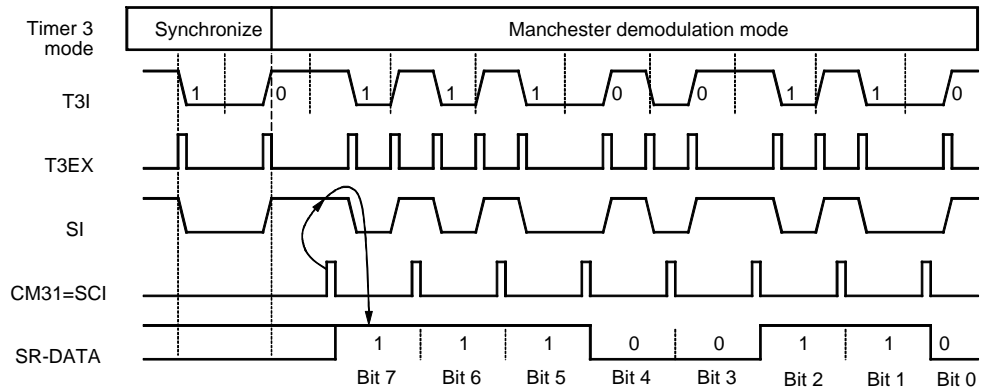 Timer 3 mode Synchronize Manchester demodulation mode
T3I 1 0 1 1 1 0 0 1 1 0
T3EX
SI
CM31=SCI
SR-DATA 1 1 1 0 0 1 1 0
Bit 7 Bit 6 Bit 5 Bit 4 Bit 3 Bit 2 Bit 1 Bit 0